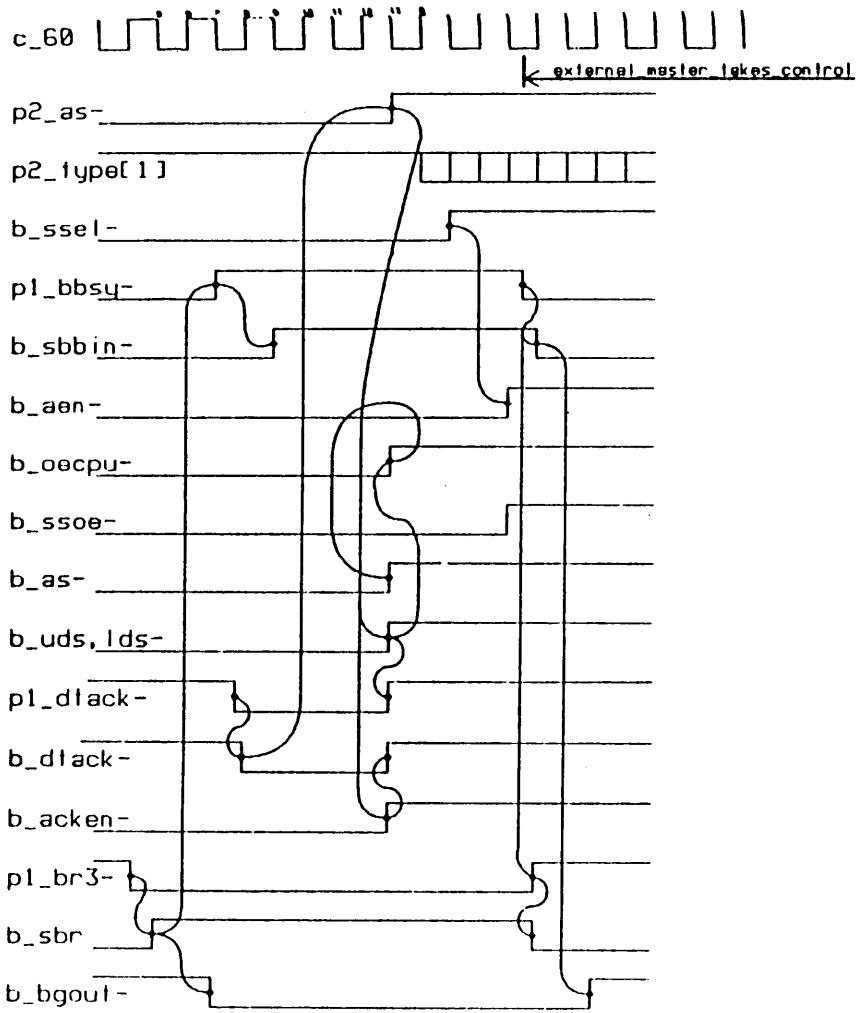 c_60
external_master_takes_control
p2_as-
p2_type[1]
b_ssel-
p1_bbsy-
b_sbbin-
b_aen-
b_oecpu-
b_ssoe-
b_as-
b_uds,lds-
p1_dtack-
b_dtack-
b_acken-
p1_br3-
b_sbr
b_bgout-